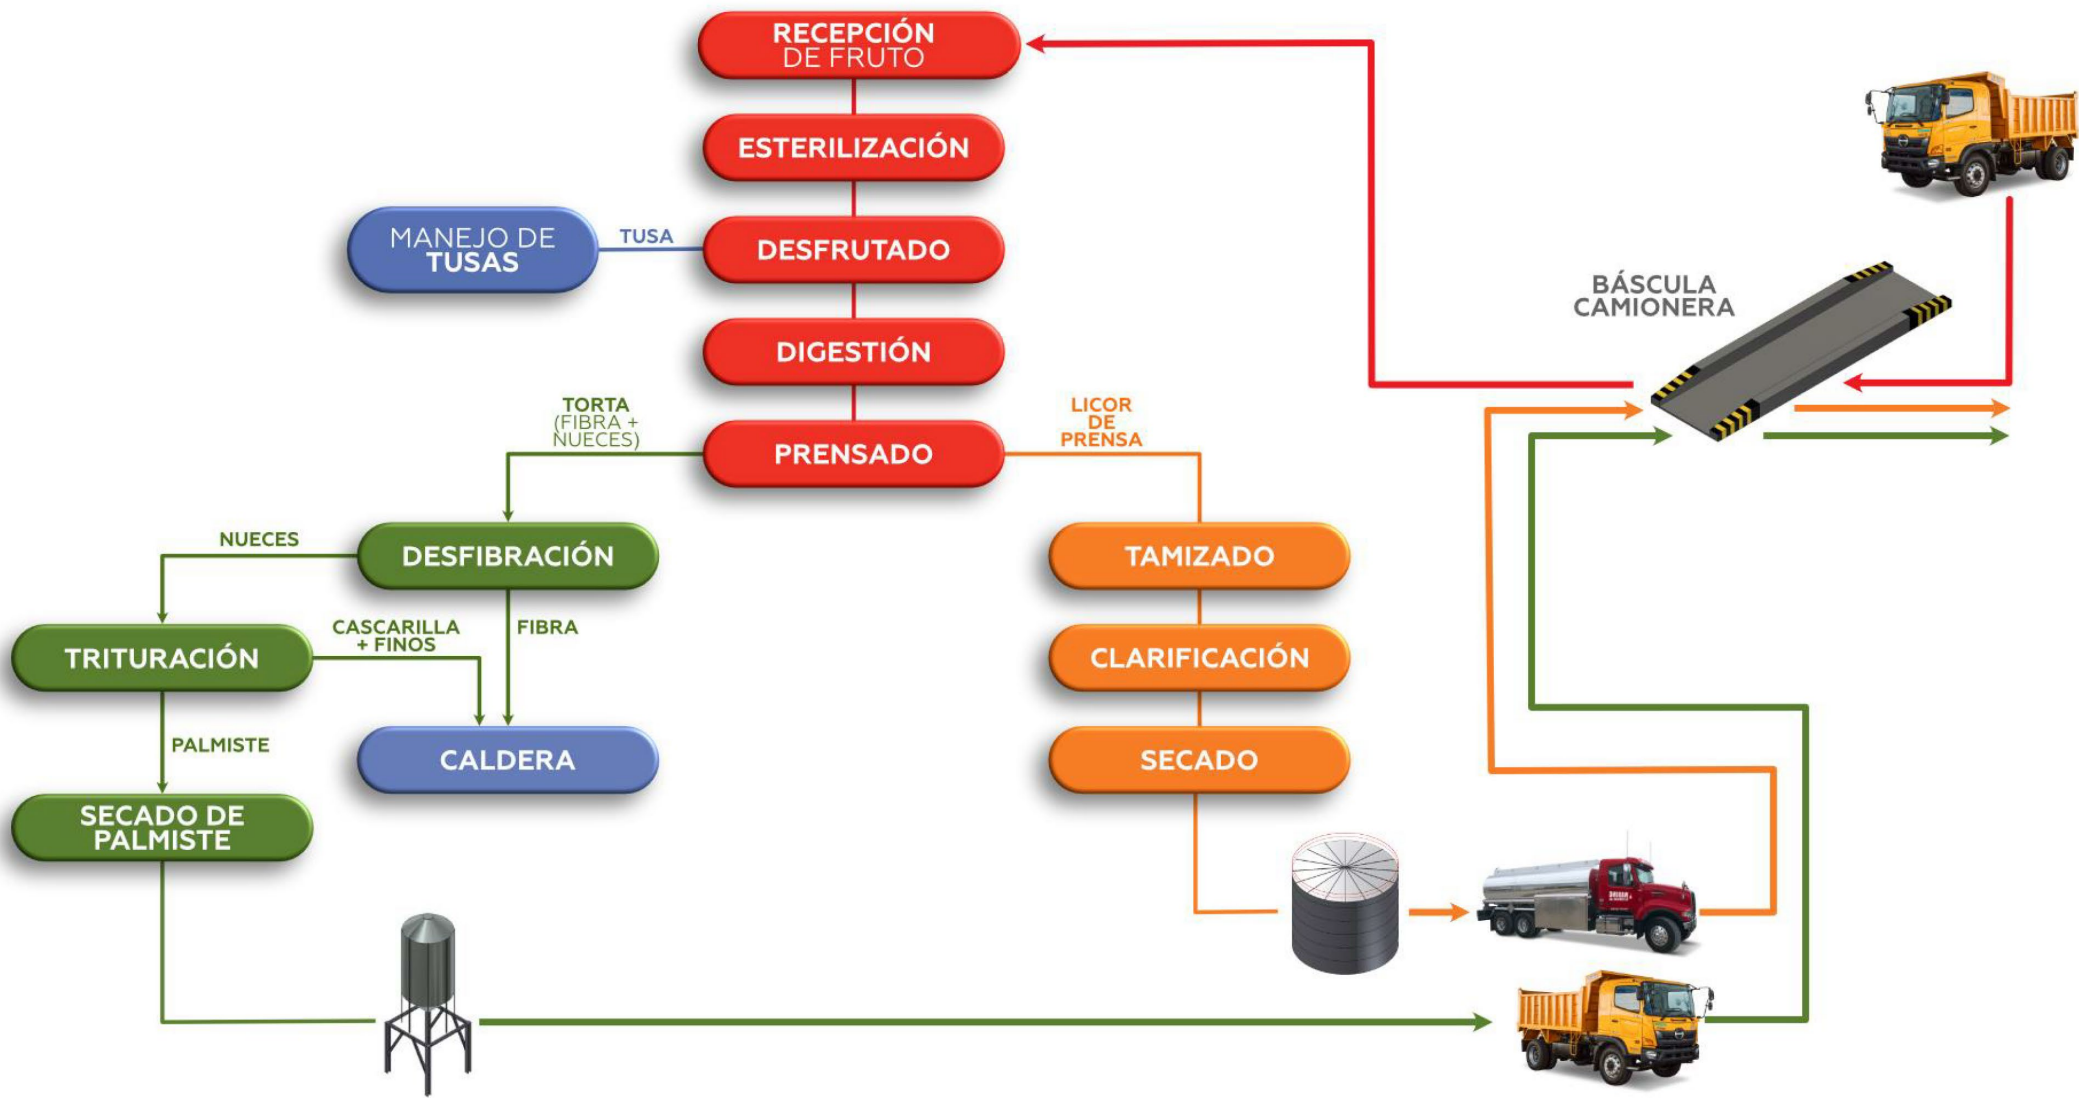 RECEPCIÓN
DE FRUTO
ESTERILIZACIÓN
MANEJO DE
TUSAS
TUSA
DESFRUTADO
BÁSCULA
CAMIONERA
DIGESTIÓN
TORTA
(FIBRA +
NUECES)
LICOR
DE
PRENSA
PRENSADO
NUECES
DESFIBRACIÓN
TAMIZADO
CASCARILLA
+ FINOS
FIBRA
TRITURACIÓN
CLARIFICACIÓN
PALMISTE
CALDERA
SECADO
SECADO DE
PALMISTE